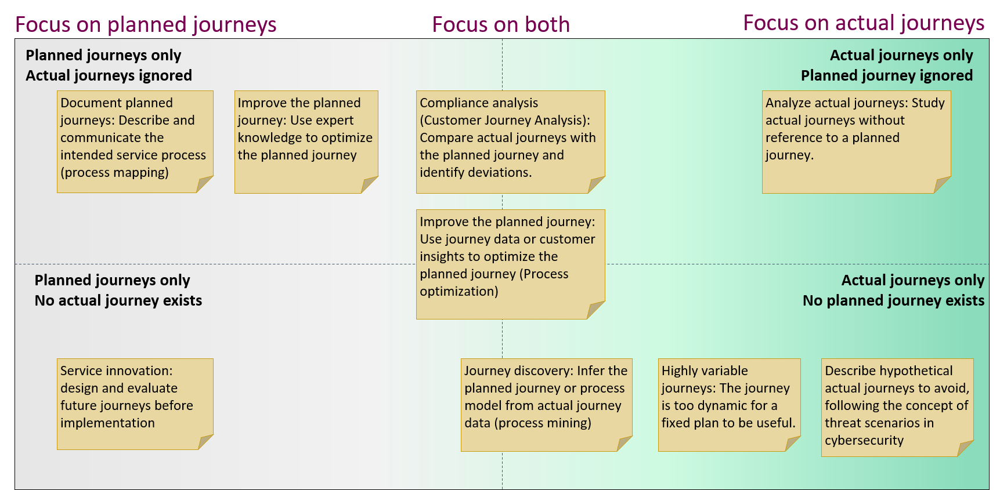 Focus on planned journeys
Focus on both
Focus on actual journeys
Planned journeys only
Actual journeys ignored
Actual journeys only
Planned journey ignored
Document planned
journeys: Describe and
communicate the
intended service process
(process mapping)
Improve the planned
journey: Use expert
knowledge to optimize
the planned journey
Compliance analysis
(Customer Journey Analysis):
Compare actual journeys with
the planned journey and
identify deviations.
Analyze actual journeys: Study
actual journeys without
reference to a planned
journey.
Improve the planned journey:
Use journey data or customer
insights to optimize the
planned journey (Process
optimization)
Planned journeys only
No actual journey exists
Actual journeys only
No planned journey exists
Service innovation:
design and evaluate
future journeys before
implementation
Journey discovery: Infer the
planned journey or process
model from actual journey
data (process mining)
Highly variable
journeys: The journey
is too dynamic for a
fixed plan to be useful.
Describe hypothetical
actual journeys to avoid,
following the concept of
threat scenarios in
cybersecurity